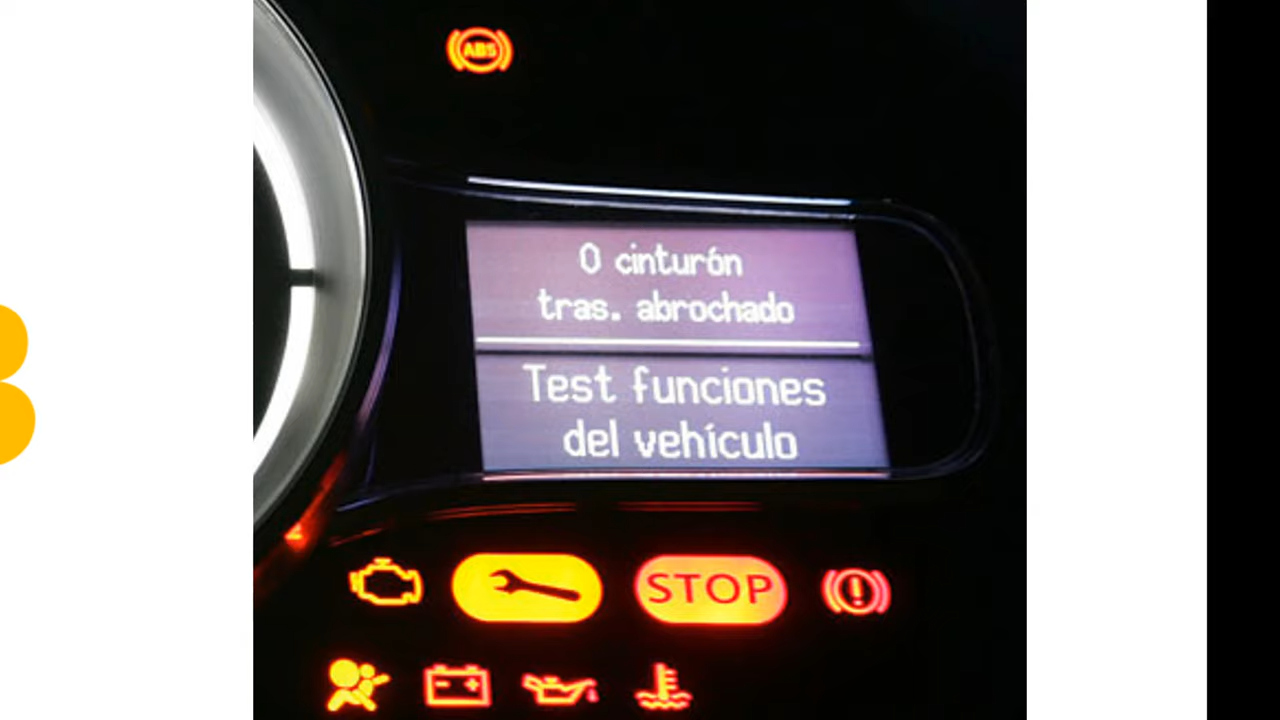 ABS
0 cinturón
tras. abrochado
Test funciones
del vehículo
STOP